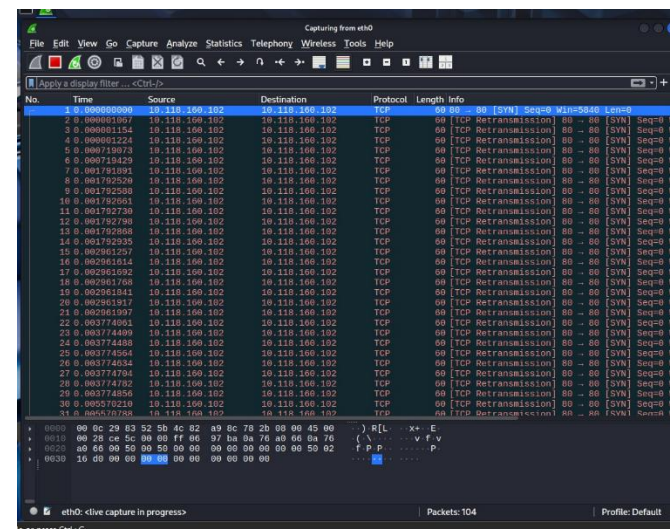 Capturing from eth0
File Edit View Go Capture Analyze Statistics Telephony Wireless Tools Help
Apply a display filter ... <Ctrl-/>
No. Time Source Destination Protocol Length Info
1 0.000000000 10.118.160.102 10.118.160.102 TCP 60 80 → 80 [SYN] Seq=0 Win=5840 Len=0
2 0.000001067 10.118.160.102 10.118.160.102 TCP 60 [TCP Retransmission] 80 → 80 [SYN] Seq=0
3 0.000001154 10.118.160.102 10.118.160.102 TCP 60 [TCP Retransmission] 80 → 80 [SYN] Seq=0
4 0.000001224 10.118.160.102 10.118.160.102 TCP 60 [TCP Retransmission] 80 → 80 [SYN] Seq=0
5 0.000719073 10.118.160.102 10.118.160.102 TCP 60 [TCP Retransmission] 80 → 80 [SYN] Seq=0
6 0.000719429 10.118.160.102 10.118.160.102 TCP 60 [TCP Retransmission] 80 → 80 [SYN] Seq=0
7 0.001791891 10.118.160.102 10.118.160.102 TCP 60 [TCP Retransmission] 80 → 80 [SYN] Seq=0
8 0.001792520 10.118.160.102 10.118.160.102 TCP 60 [TCP Retransmission] 80 → 80 [SYN] Seq=0
9 0.001792588 10.118.160.102 10.118.160.102 TCP 60 [TCP Retransmission] 80 → 80 [SYN] Seq=0
10 0.001792661 10.118.160.102 10.118.160.102 TCP 60 [TCP Retransmission] 80 → 80 [SYN] Seq=0
11 0.001792730 10.118.160.102 10.118.160.102 TCP 60 [TCP Retransmission] 80 → 80 [SYN] Seq=0
12 0.001792798 10.118.160.102 10.118.160.102 TCP 60 [TCP Retransmission] 80 → 80 [SYN] Seq=0
13 0.001792868 10.118.160.102 10.118.160.102 TCP 60 [TCP Retransmission] 80 → 80 [SYN] Seq=0
14 0.001792935 10.118.160.102 10.118.160.102 TCP 60 [TCP Retransmission] 80 → 80 [SYN] Seq=0
15 0.002961257 10.118.160.102 10.118.160.102 TCP 60 [TCP Retransmission] 80 → 80 [SYN] Seq=0
16 0.002961614 10.118.160.102 10.118.160.102 TCP 60 [TCP Retransmission] 80 → 80 [SYN] Seq=0
17 0.002961692 10.118.160.102 10.118.160.102 TCP 60 [TCP Retransmission] 80 → 80 [SYN] Seq=0
18 0.002961768 10.118.160.102 10.118.160.102 TCP 60 [TCP Retransmission] 80 → 80 [SYN] Seq=0
19 0.002961841 10.118.160.102 10.118.160.102 TCP 60 [TCP Retransmission] 80 → 80 [SYN] Seq=0
20 0.002961917 10.118.160.102 10.118.160.102 TCP 60 [TCP Retransmission] 80 → 80 [SYN] Seq=0
21 0.002961997 10.118.160.102 10.118.160.102 TCP 60 [TCP Retransmission] 80 → 80 [SYN] Seq=0
22 0.003774061 10.118.160.102 10.118.160.102 TCP 60 [TCP Retransmission] 80 → 80 [SYN] Seq=0
23 0.003774409 10.118.160.102 10.118.160.102 TCP 60 [TCP Retransmission] 80 → 80 [SYN] Seq=0
24 0.003774488 10.118.160.102 10.118.160.102 TCP 60 [TCP Retransmission] 80 → 80 [SYN] Seq=0
25 0.003774564 10.118.160.102 10.118.160.102 TCP 60 [TCP Retransmission] 80 → 80 [SYN] Seq=0
26 0.003774634 10.118.160.102 10.118.160.102 TCP 60 [TCP Retransmission] 80 → 80 [SYN] Seq=0
27 0.003774704 10.118.160.102 10.118.160.102 TCP 60 [TCP Retransmission] 80 → 80 [SYN] Seq=0
28 0.003774782 10.118.160.102 10.118.160.102 TCP 60 [TCP Retransmission] 80 → 80 [SYN] Seq=0
29 0.003774856 10.118.160.102 10.118.160.102 TCP 60 [TCP Retransmission] 80 → 80 [SYN] Seq=0
30 0.005570210 10.118.160.102 10.118.160.102 TCP 60 [TCP Retransmission] 80 → 80 [SYN] Seq=0
31 0.005570788 10.118.160.102 10.118.160.102 TCP 60 [TCP Retransmission] 80 → 80 [SYN] Seq=0
0000 00 0c 29 83 52 5b 4c 82 a9 8c 78 2b 08 00 45 00 ··)·R[L· ··x+··E·
0010 00 28 ce 5c 00 00 ff 06 97 ba 0a 76 a0 66 0a 76 ·(·\···· ···v·f·v
0020 a0 66 00 50 00 50 00 00 00 00 00 00 00 00 50 02 ·f·P·P·· ······P·
0030 16 d0 00 00 00 00 00 00 00 00 00 00
eth0: <live capture in progress> Packets: 104 Profile: Default